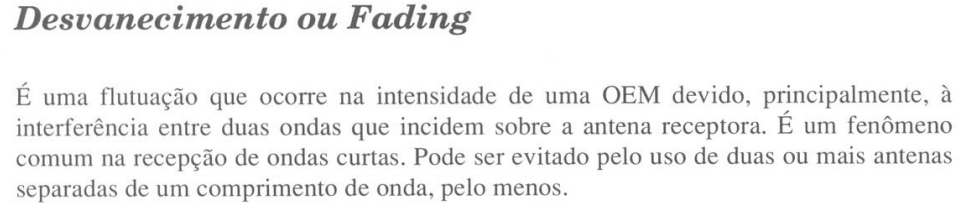 Desvanecimento ou Fading
É uma flutuação que ocorre na intensidade de uma OEM devido, principalmente, à
interferência entre duas ondas que incidem sobre a antena receptora. É um fenômeno
comum na recepção de ondas curtas. Pode ser evitado pelo uso de duas ou mais antenas
separadas de um comprimento de onda, pelo menos.